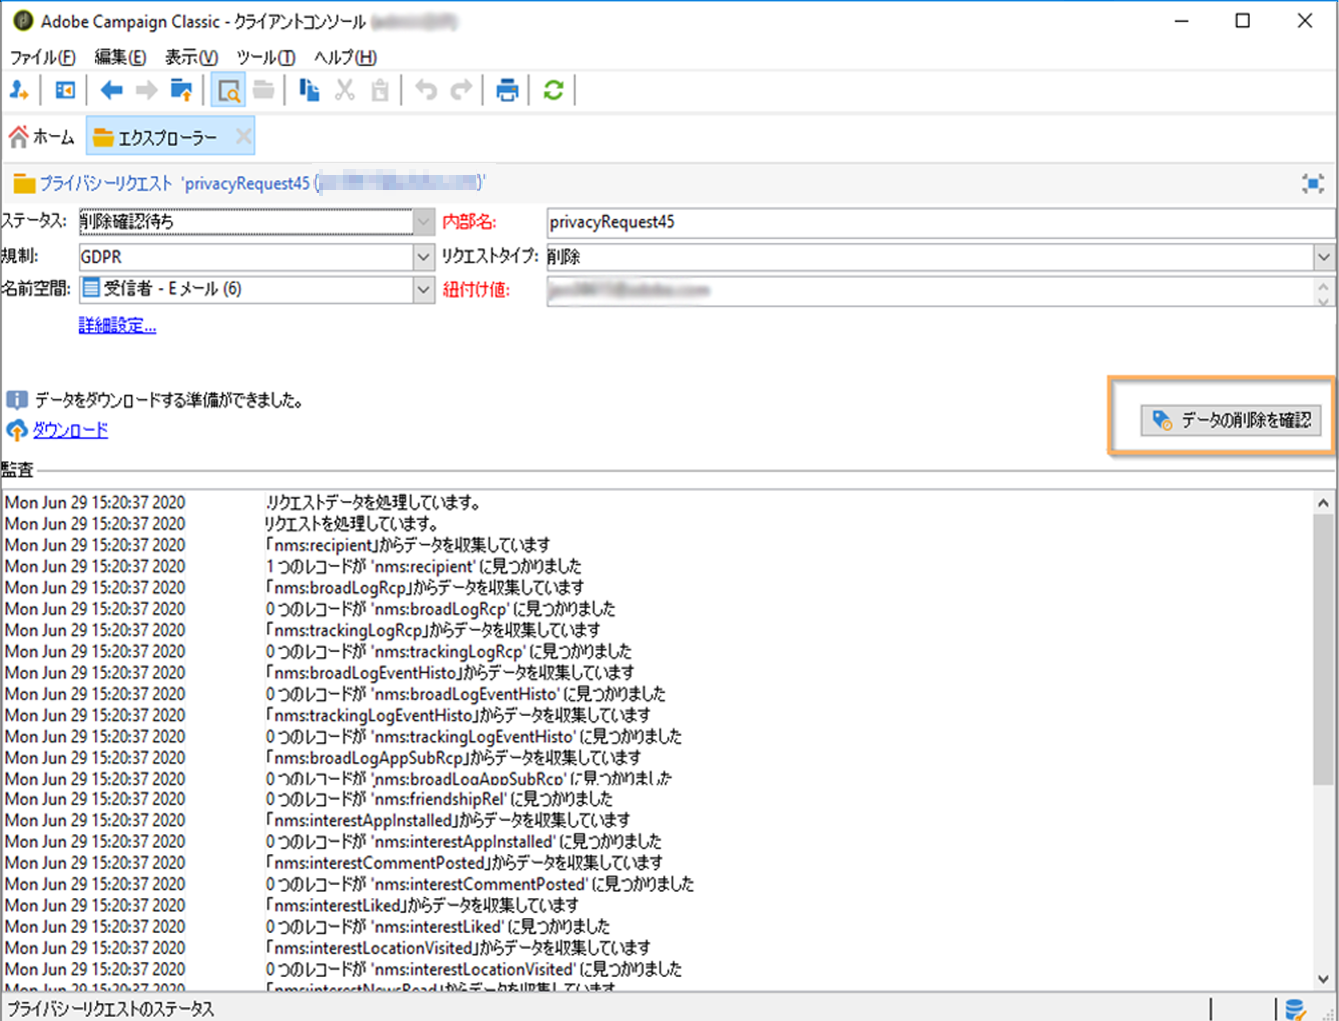 Adobe Campaign Classic - クライアントコンソール
ファイル(F) 編集(E) 表示(V) ツール(T) ヘルプ(H)
ホーム エクスプローラー
プライバシーリクエスト 'privacyRequest45 ( )'
ステータス: 削除確認待ち 内部名: privacyRequest45
規制: GDPR リクエストタイプ: 削除
名前空間: 受信者 - E メール (6) 紐付け値:
詳細設定...
データをダウンロードする準備ができました。
ダウンロード データの削除を確認
監査
Mon Jun 29 15:20:37 2020 .リクエストデータを処理しています。
Mon Jun 29 15:20:37 2020 リクエストを処理しています。
Mon Jun 29 15:20:37 2020 「nms:recipient」からデータを収集しています
Mon Jun 29 15:20:37 2020 1 つのレコードが 'nms:recipient' に見つかりました
Mon Jun 29 15:20:37 2020 「nms:broadLogRcp」からデータを収集しています
Mon Jun 29 15:20:37 2020 0 つのレコードが 'nms:broadLogRcp' に見つかりました
Mon Jun 29 15:20:37 2020 「nms:trackingLogRcp」からデータを収集しています
Mon Jun 29 15:20:37 2020 0 つのレコードが 'nms:trackingLogRcp' に見つかりました
Mon Jun 29 15:20:37 2020 「nms:broadLogEventHisto」からデータを収集しています
Mon Jun 29 15:20:37 2020 0 つのレコードが 'nms:broadLogEventHisto' に見つかりました
Mon Jun 29 15:20:37 2020 「nms:trackingLogEventHisto」からデータを収集しています
Mon Jun 29 15:20:37 2020 0 つのレコードが 'nms:trackingLogEventHisto' に見つかりました
Mon Jun 29 15:20:37 2020 「nms:broadLogAppSubRcp」からデータを収集しています
Mon Jun 29 15:20:37 2020 0 つのレコードが 'nms:broadLogAppSubRcp' に見つかりました
Mon Jun 29 15:20:37 2020 0 つのレコードが 'nms:friendshipRel' に見つかりました
Mon Jun 29 15:20:37 2020 「nms:interestAppInstalled」からデータを収集しています
Mon Jun 29 15:20:37 2020 0 つのレコードが 'nms:interestAppInstalled' に見つかりました
Mon Jun 29 15:20:37 2020 「nms:interestCommentPosted」からデータを収集しています
Mon Jun 29 15:20:37 2020 0 つのレコードが 'nms:interestCommentPosted' に見つかりました
Mon Jun 29 15:20:37 2020 「nms:interestLiked」からデータを収集しています
Mon Jun 29 15:20:37 2020 0 つのレコードが 'nms:interestLiked' に見つかりました
Mon Jun 29 15:20:37 2020 「nms:interestLocationVisited」からデータを収集しています
Mon Jun 29 15:20:37 2020 0 つのレコードが 'nms:interestLocationVisited' に見つかりました
Mon Jun 29 15:20:37 2020 「nms:interestNewsRead」からデータを収集しています
プライバシーリクエストのステータス